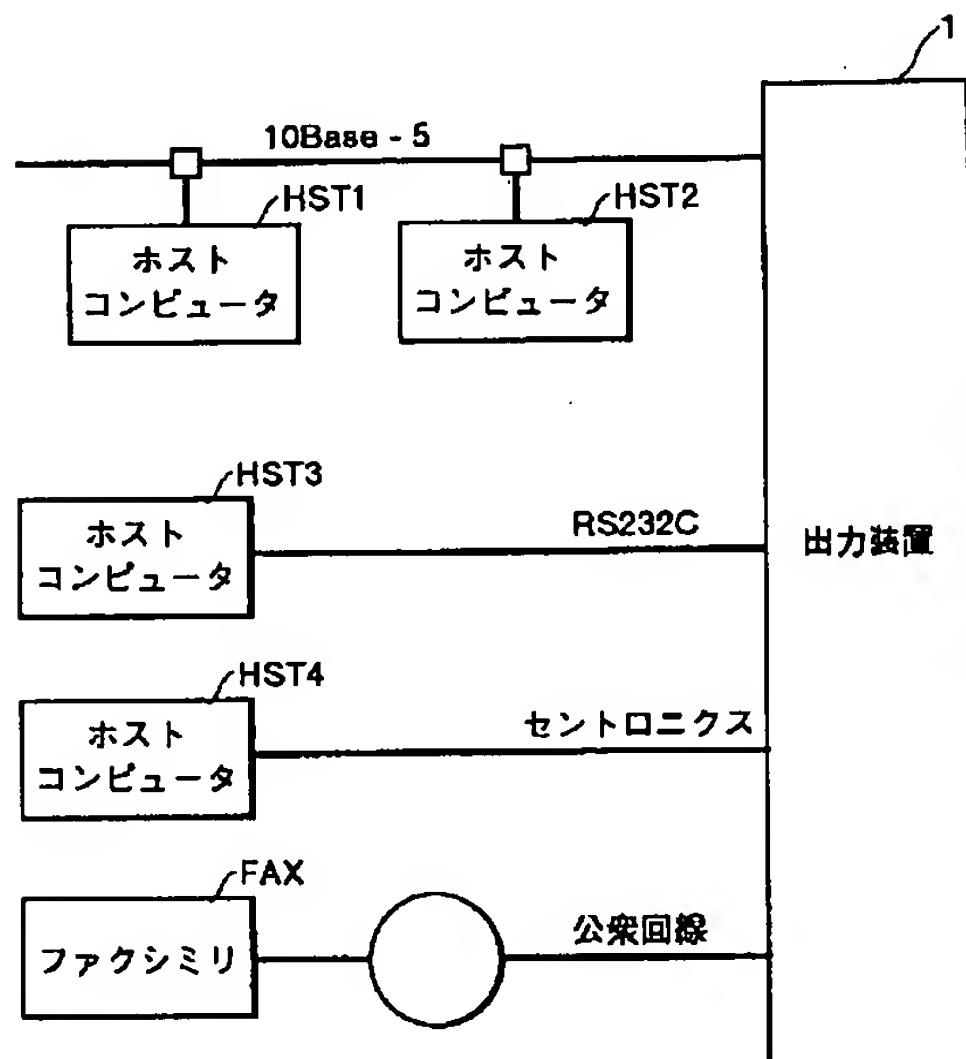 1
10Base - 5
HST1
HST2
ホスト
コンピュータ
ホスト
コンピュータ
HST3
ホスト
コンピュータ
RS232C
出力装置
HST4
ホスト
コンピュータ
セントロニクス
FAX
ファクシミリ
公衆回線